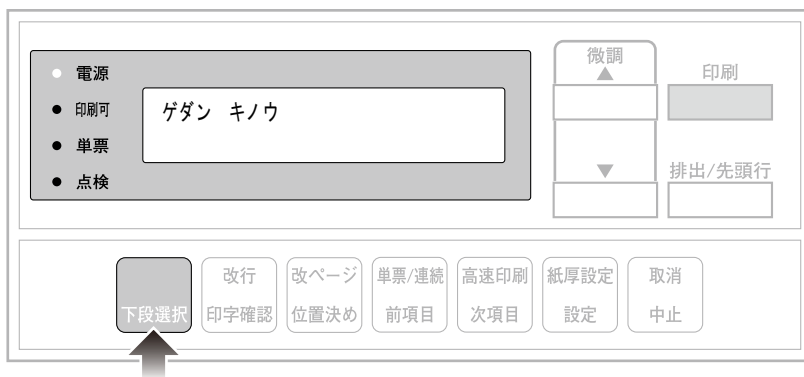 電源
印刷可
単票
点検
ゲダン キノウ
微調
▲
▼
印刷
排出/先頭行
下段選択
改行
印字確認
改ページ
位置決め
単票/連続
前項目
高速印刷
次項目
紙厚設定
設定
取消
中止